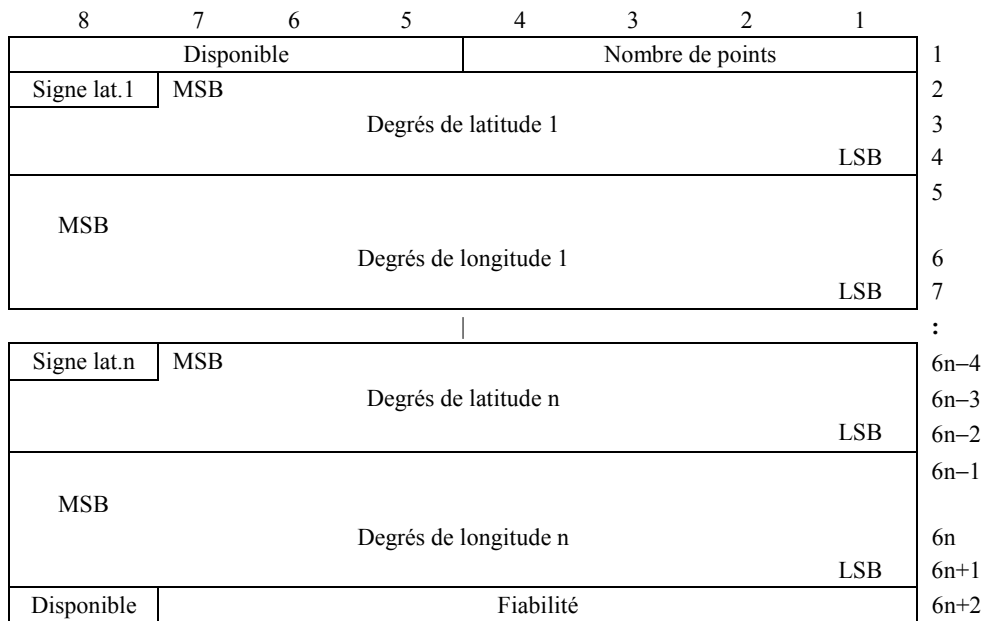 8 7 6 5 4 3 2 1
Disponible Nombre de points 1
Signe lat.1 MSB 2
Degrés de latitude 1 3
LSB 4
5
MSB
Degrés de longitude 1 6
LSB 7
| :
Signe lat.n MSB 6n–4
Degrés de latitude n 6n–3
LSB 6n–2
6n–1
MSB
Degrés de longitude n 6n
LSB 6n+1
Disponible Fiabilité 6n+2